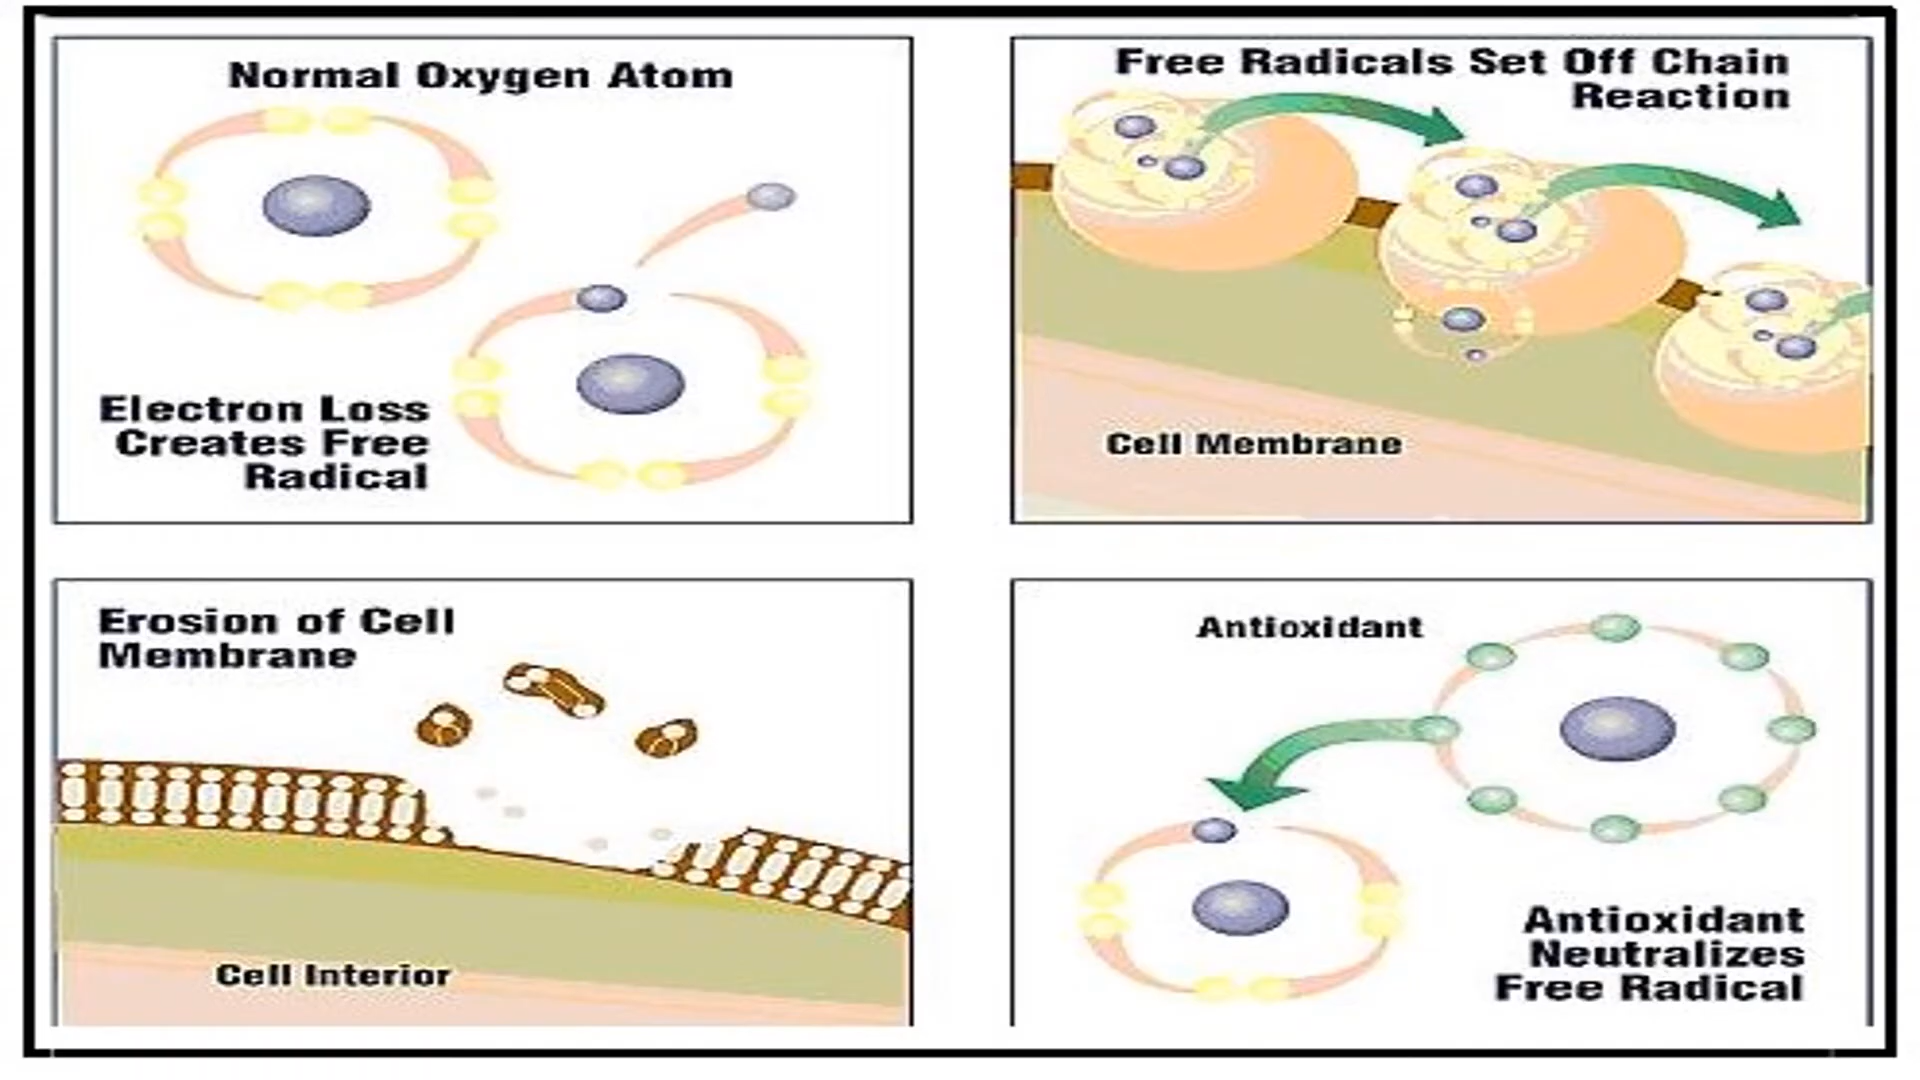 Normal Oxygen Atom
Electron Loss
Creates Free
Radical
Free Radicals Set Off Chain
Reaction
Cell Membrane
Erosion of Cell
Membrane
Cell Interior
Antioxidant
Antioxidant
Neutralizes
Free Radical